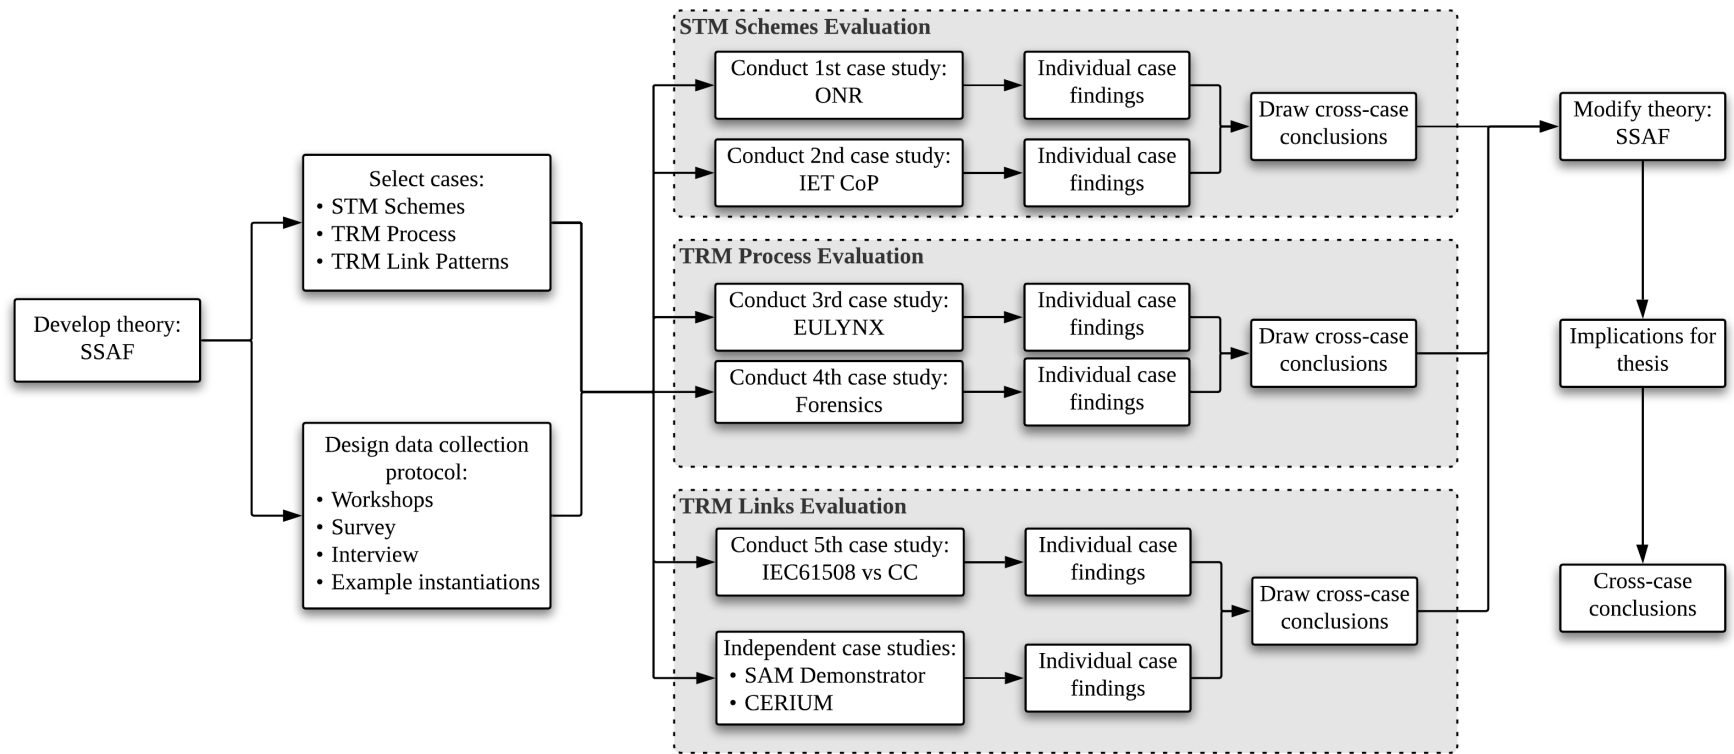 Develop theory:
SSAF
Select cases:
• STM Schemes
• TRM Process
• TRM Link Patterns
Design data collection
protocol:
• Workshops
• Survey
• Interview
• Example instantiations
STM Schemes Evaluation
Conduct 1st case study:
ONR
Individual case
findings
Conduct 2nd case study:
IET CoP
Individual case
findings
Draw cross-case
conclusions
TRM Process Evaluation
Conduct 3rd case study:
EULYNX
Individual case
findings
Conduct 4th case study:
Forensics
Individual case
findings
Draw cross-case
conclusions
TRM Links Evaluation
Conduct 5th case study:
IEC61508 vs CC
Individual case
findings
Independent case studies:
• SAM Demonstrator
• CERIUM
Individual case
findings
Draw cross-case
conclusions
Modify theory:
SSAF
Implications for
thesis
Cross-case
conclusions